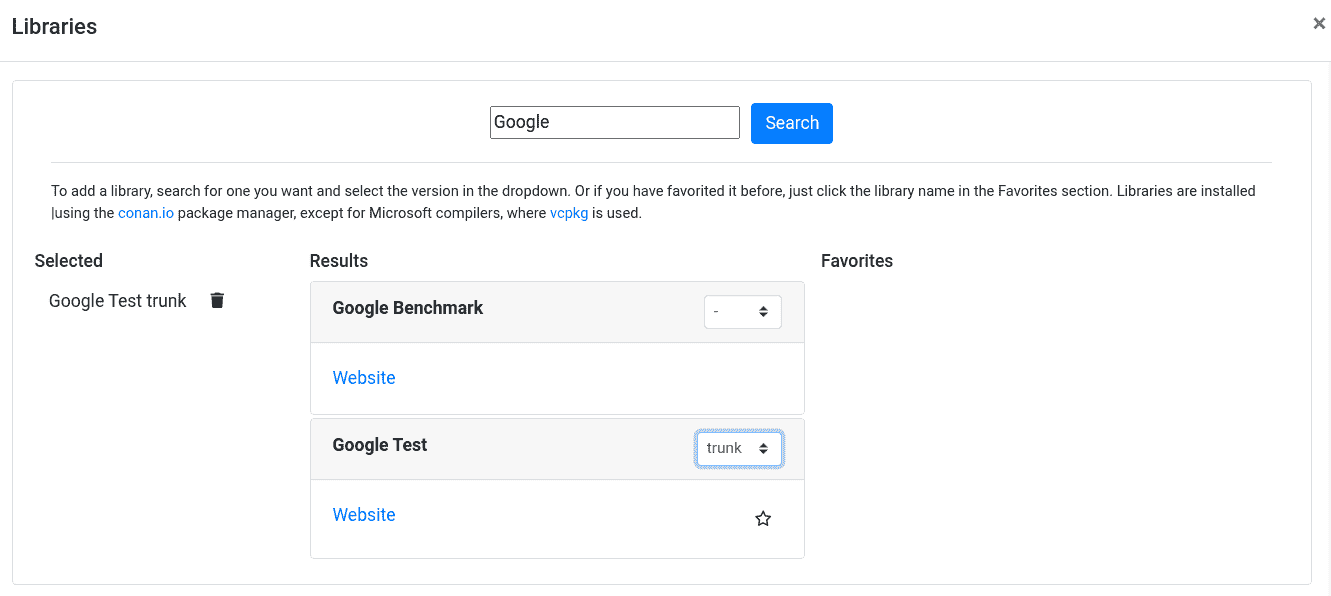 Libraries
×
Google
Search
To add a library, search for one you want and select the version in the dropdown. Or if you have favorited it before, just click the library name in the Favorites section. Libraries are installed
|using the conan.io package manager, except for Microsoft compilers, where vcpkg is used.
Selected
Google Test trunk
Results
Google Benchmark
-
Website
Google Test
trunk
Website
Favorites